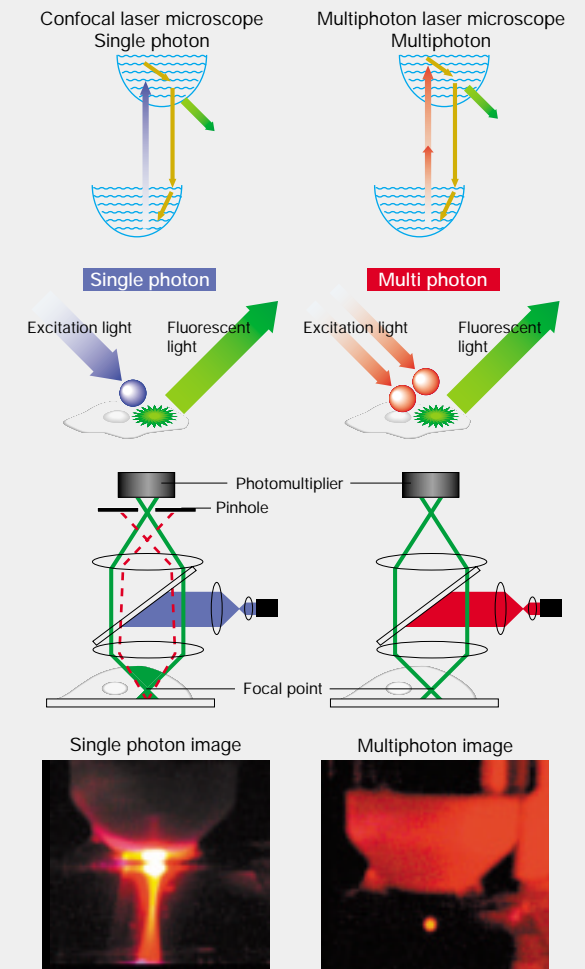 Confocal laser microscope
Single photon
Multiphoton laser microscope
Multiphoton
Single photon
Multi photon
Excitation light
Fluorescent
light
Excitation light
Fluorescent
light
Photomultiplier
Pinhole
Focal point
Single photon image
Multiphoton image